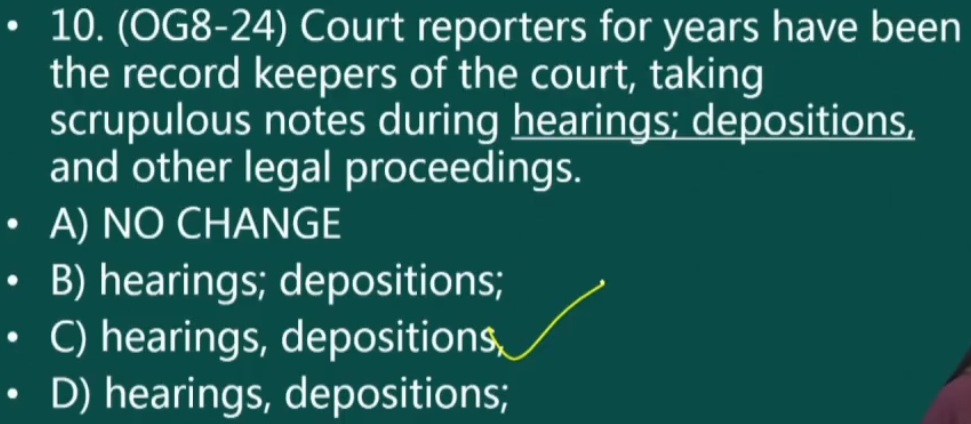 • 10. (OG8-24) Court reporters for years have been
the record keepers of the court, taking
scrupulous notes during hearings; depositions,
and other legal proceedings.
• A) NO CHANGE
• B) hearings; depositions;
• C) hearings, depositions,
• D) hearings, depositions;